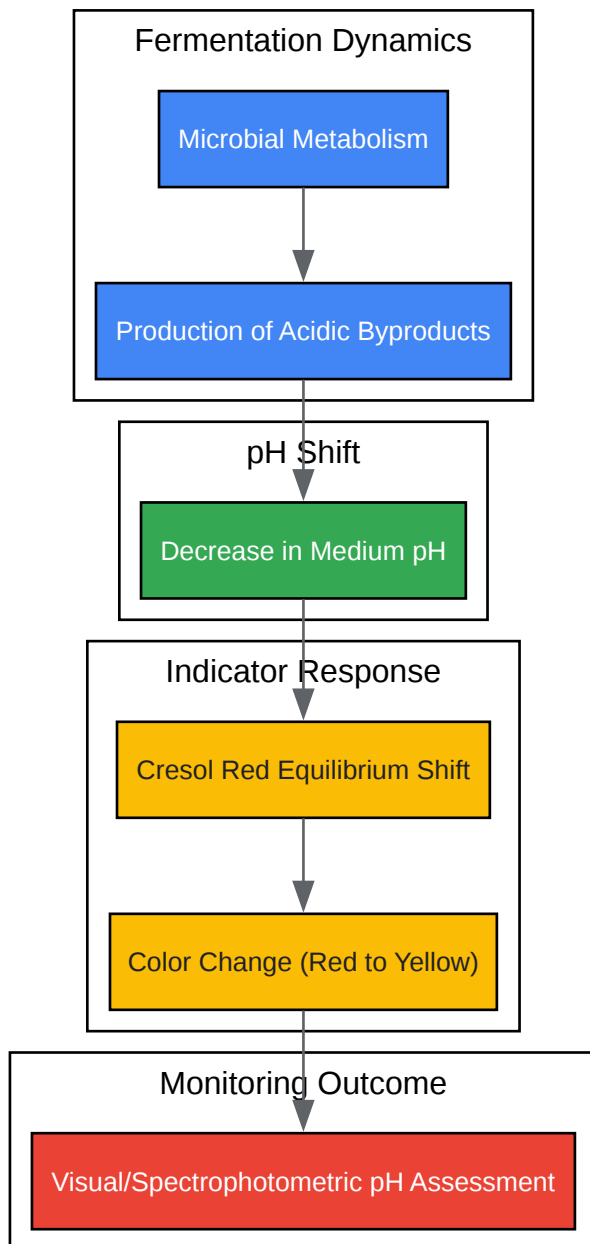 Fermentation Dynamics
Microbial Metabolism
Production of Acidic Byproducts
pH Shift
Decrease in Medium pH
Indicator Response
Cresol Red Equilibrium Shift
Color Change (Red to Yellow)
Monitoring Outcome
Visual/Spectrophotometric pH Assessment